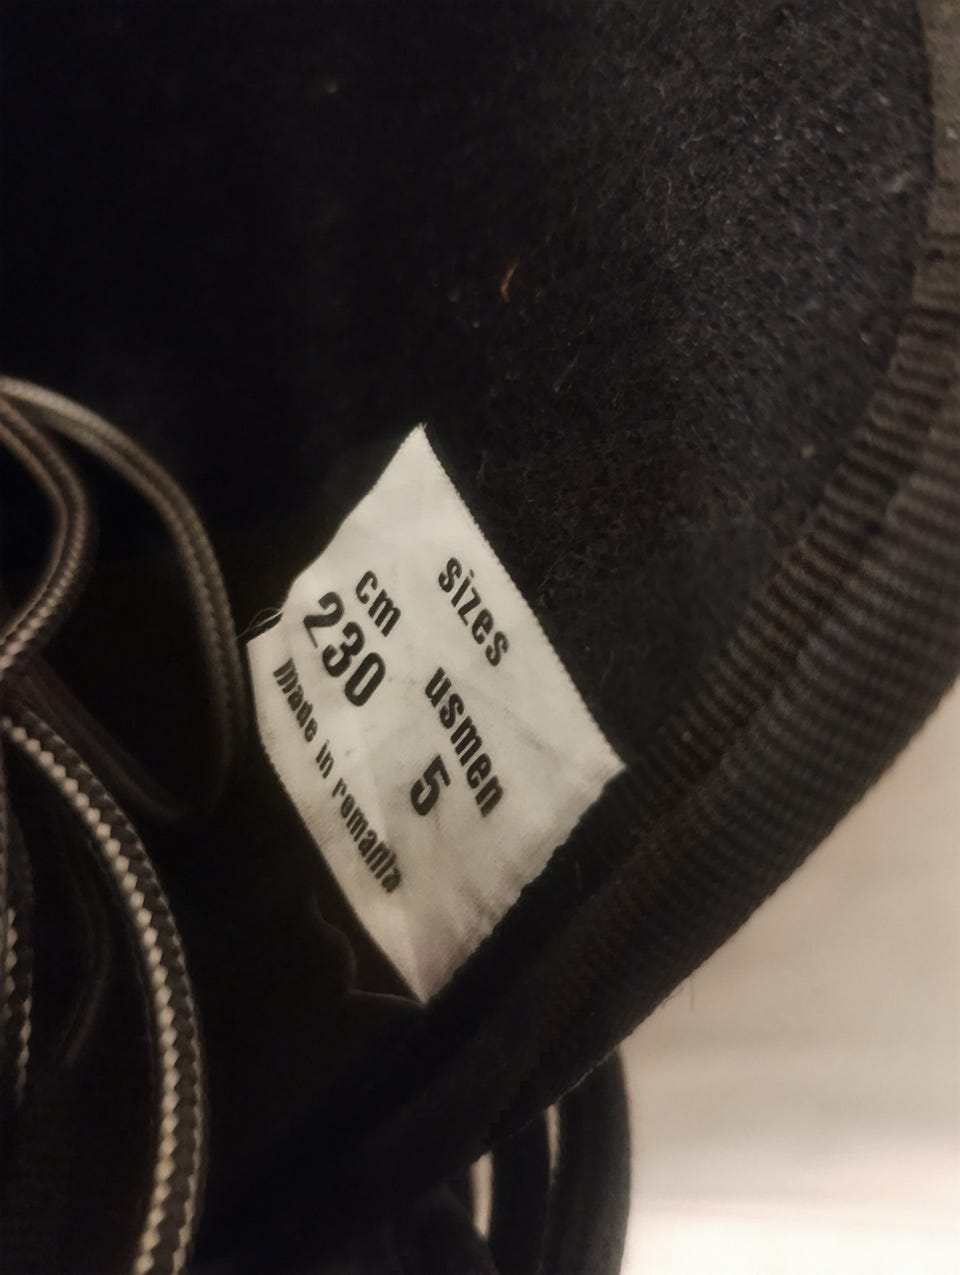 sizes
cm usmen
230 5
made in romania